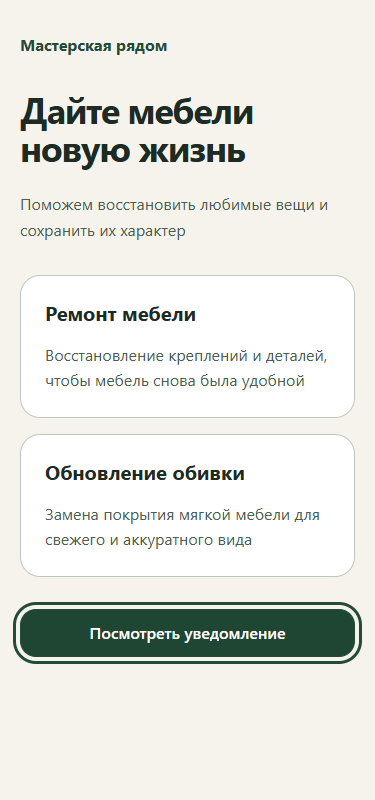 Мастерская рядом
Дайте мебели
новую жизнь
Поможем восстановить любимые вещи и
сохранить их характер
Ремонт мебели
Восстановление креплений и деталей,
чтобы мебель снова была удобной
Обновление обивки
Замена покрытия мягкой мебели для
свежего и аккуратного вида
Посмотреть уведомление